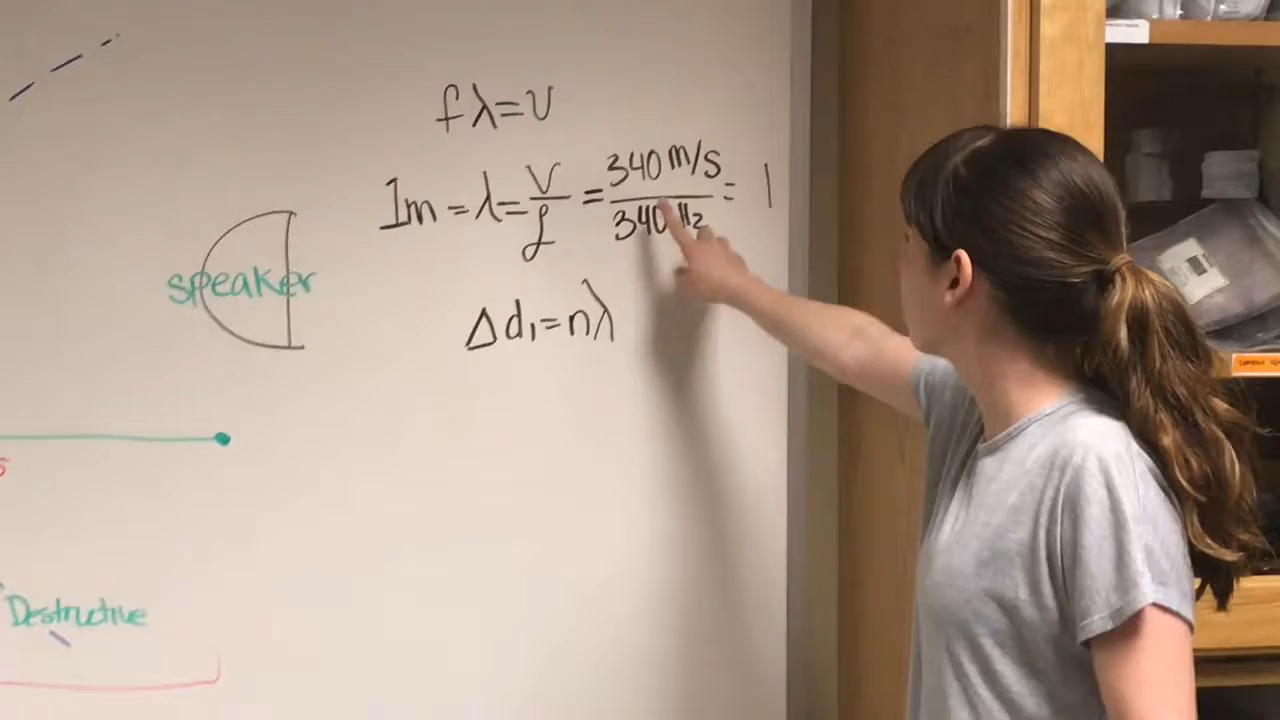 fλ=v
1m = λ = v/f = 340 m/s / 340 Hz = 1
speaker
Δd₁=nλ
Destructive